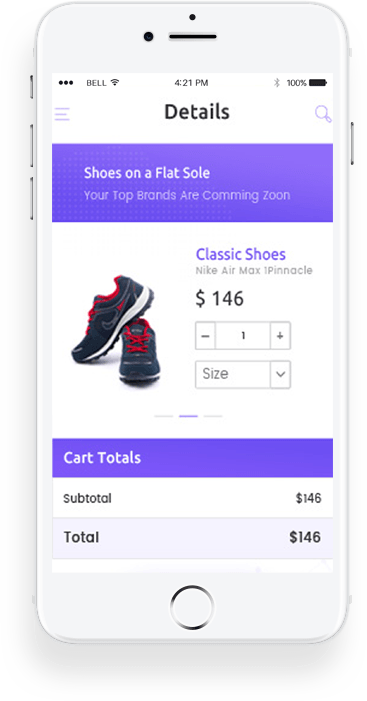 BELL 4:21 PM 100%
Details
Shoes on a Flat Sole
Your Top Brands Are Comming Zoon
Classic Shoes
Nike Air Max 1Pinnacle
$ 146
− 1 +
Size
Cart Totals
Subtotal $146
Total $146